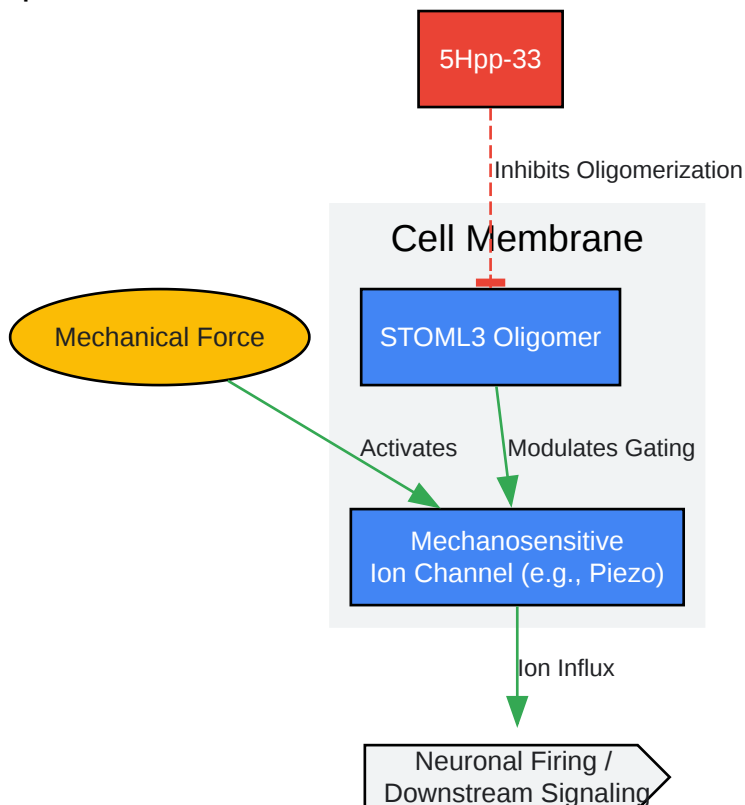 5Hpp-33
Inhibits Oligomerization
Cell Membrane
Mechanical Force
STOML3 Oligomer
Activates
Modulates Gating
Mechanosensitive
Ion Channel (e.g., Piezo)
Ion Influx
Neuronal Firing /
Downstream Signaling